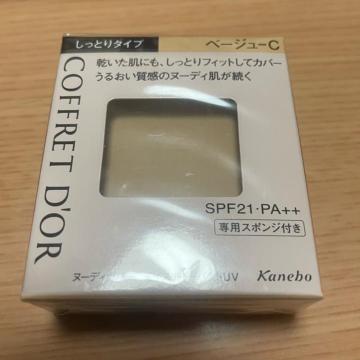 しっとりタイプ
ベージューC
乾いた肌にも、しっとりフィットしてカバー
うるおい質感のヌーディ肌が続く
COFFRET D'OR
SPF21・PA++
専用スポンジ付き
ヌーディ
UV
Kanebo